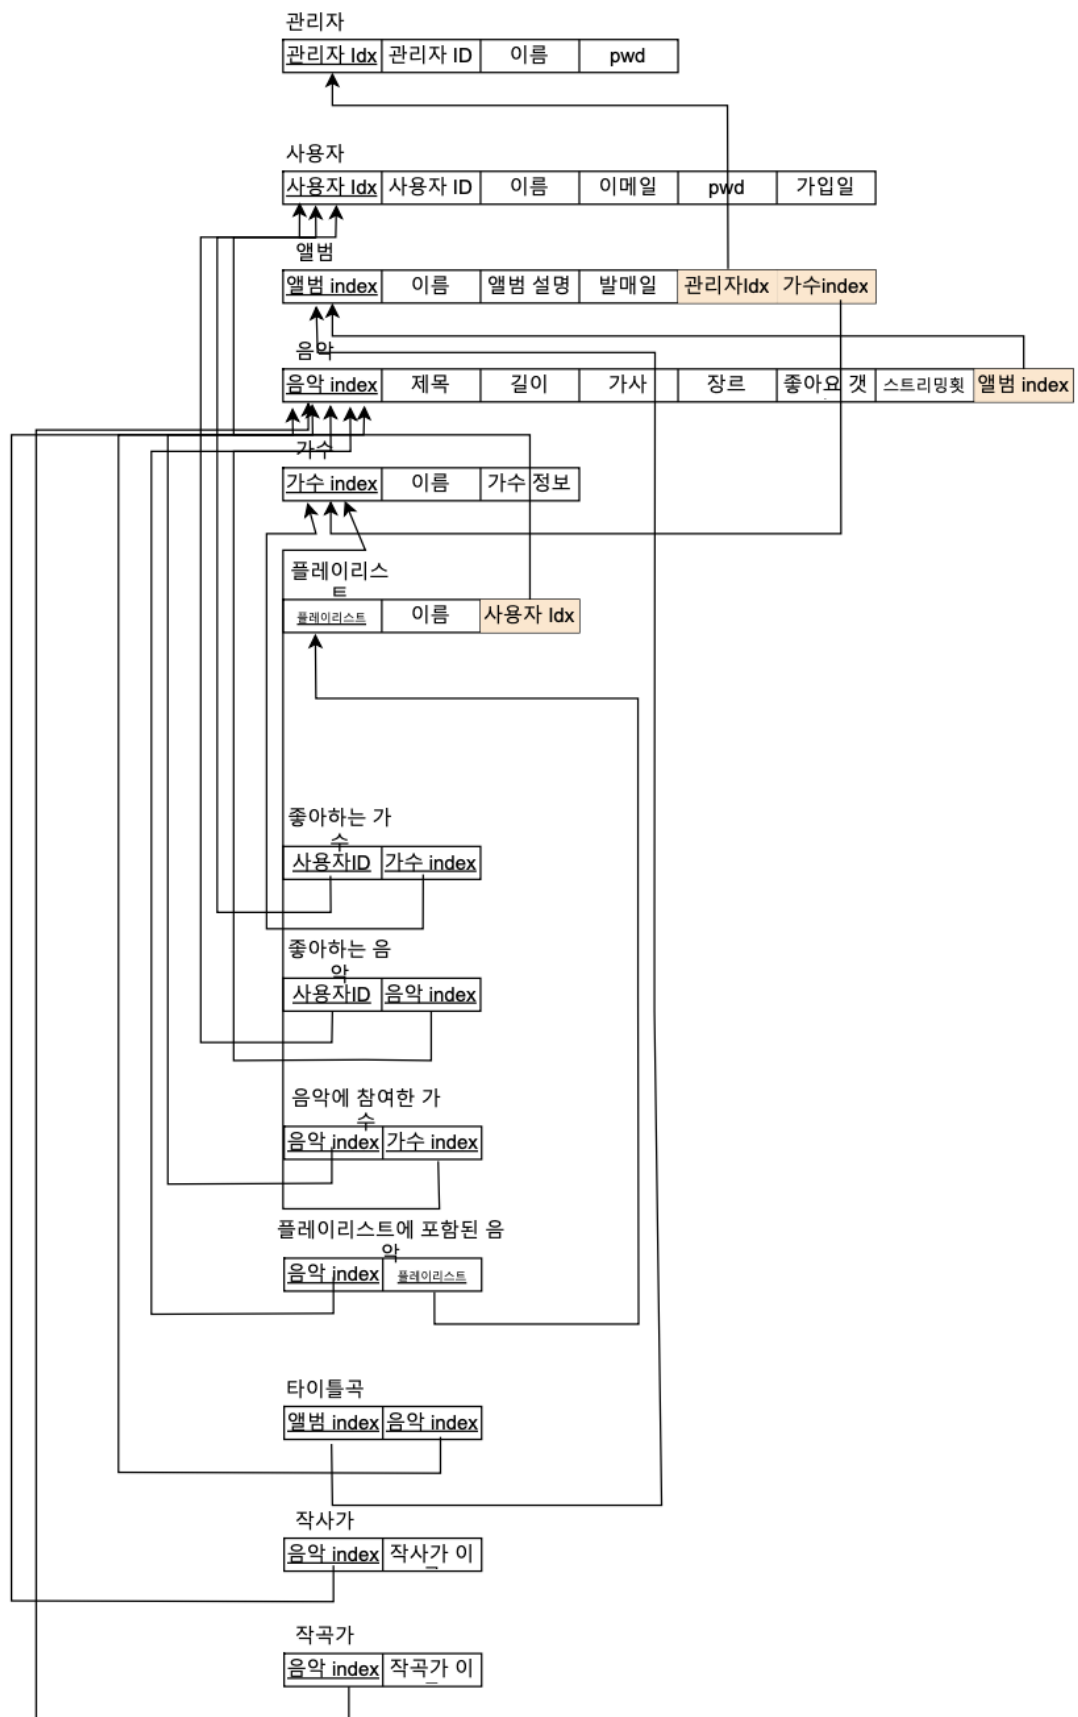 관리자
관리자 Idx 관리자 ID 이름 pwd
사용자
사용자 Idx 사용자 ID 이름 이메일 pwd 가입일
앨범
앨범 index 이름 앨범 설명 발매일 관리자Idx 가수index
음악
음악 index 제목 길이 가사 장르 좋아요 갯 스트리밍횟 앨범 index
가수
가수 index 이름 가수 정보
플레이리스
트
플레이리스트 이름 사용자 Idx
좋아하는 가
수
사용자ID 가수 index
좋아하는 음
악
사용자ID 음악 index
음악에 참여한 가
수
음악 index 가수 index
플레이리스트에 포함된 음
악
음악 index 플레이리스트
타이틀곡
앨범 index 음악 index
작사가
음악 index 작사가 이
작곡가
음악 index 작곡가 이